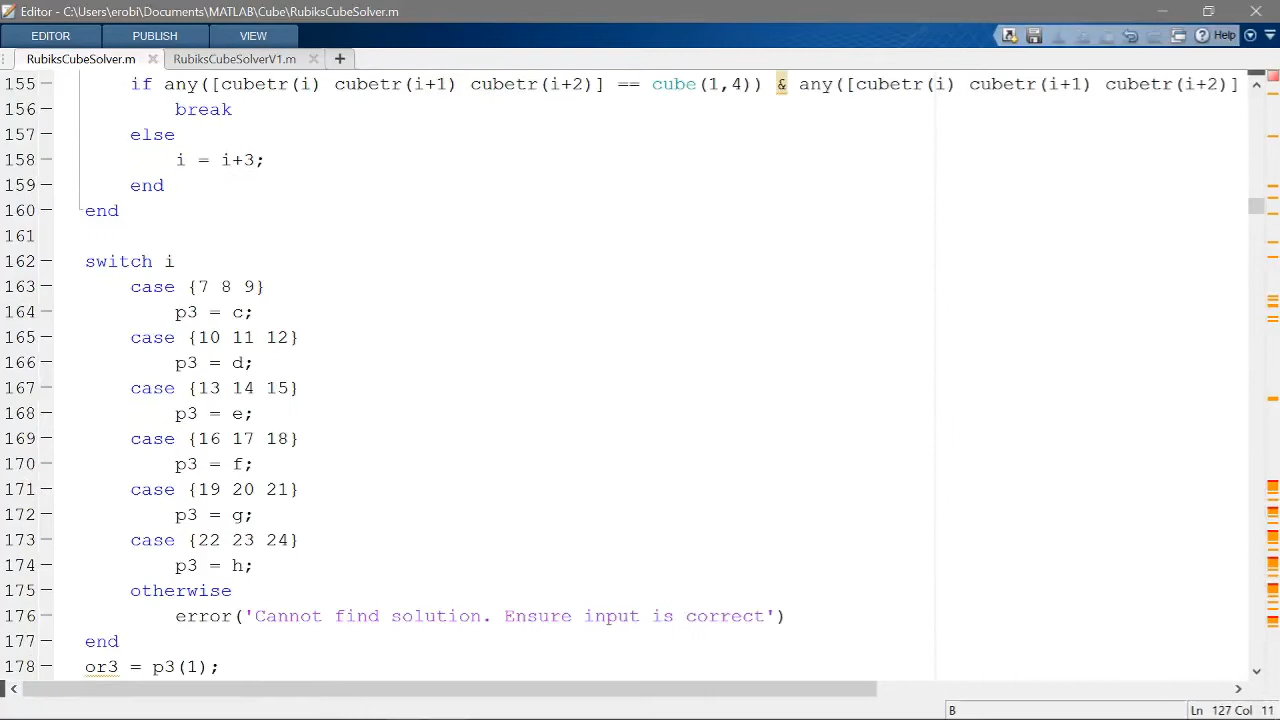 Editor - C:\Users\erobi\Documents\MATLAB\Cube\RubiksCubeSolver.m
EDITOR PUBLISH VIEW Help
RubiksCubeSolver.m RubiksCubeSolverV1.m
155 if any([cubetr(i) cubetr(i+1) cubetr(i+2)] == cube(1,4)) & any([cubetr(i) cubetr(i+1) cubetr(i+2)]
156 break
157 else
158 i = i+3;
159 end
160 end
161
162 switch i
163 case {7 8 9}
164 p3 = c;
165 case {10 11 12}
166 p3 = d;
167 case {13 14 15}
168 p3 = e;
169 case {16 17 18}
170 p3 = f;
171 case {19 20 21}
172 p3 = g;
173 case {22 23 24}
174 p3 = h;
175 otherwise
176 error('Cannot find solution. Ensure input is correct')
177 end
178 or3 = p3(1);
B Ln 127 Col 11